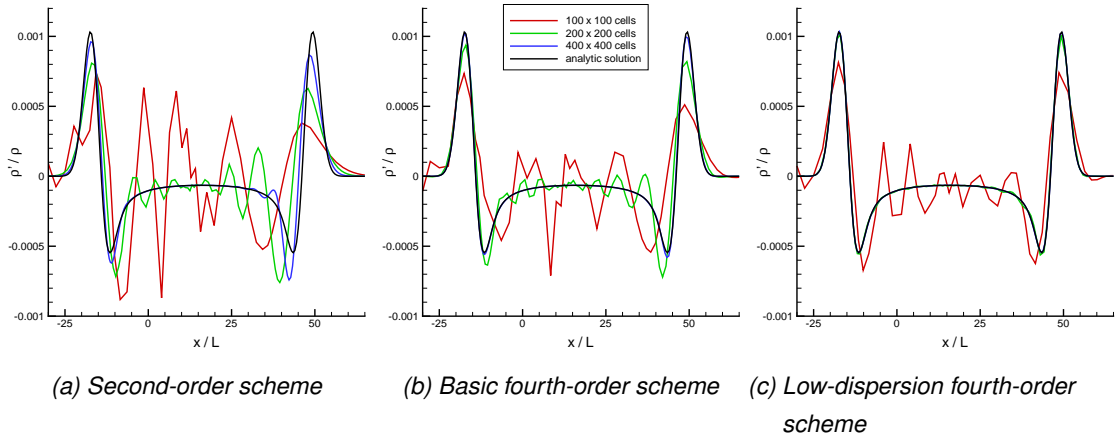 100 x 100 cells
200 x 200 cells
400 x 400 cells
analytic solution
0.001
0.0005
0
-0.0005
-0.001
ρ' / ρ
-25 0 25 50
x / L
0.001
0.0005
0
-0.0005
-0.001
ρ' / ρ
-25 0 25 50
x / L
0.001
0.0005
0
-0.0005
-0.001
ρ' / ρ
-25 0 25 50
x / L
(a) Second-order scheme
(b) Basic fourth-order scheme
(c) Low-dispersion fourth-order
scheme